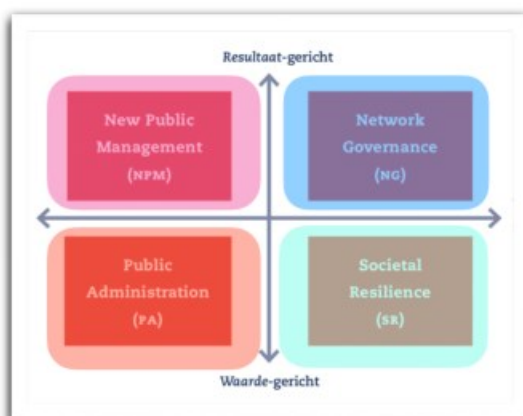 Resultaat-gericht
New Public
Management
(NPM)
Network
Governance
(NG)
Public
Administration
(PA)
Societal
Resilience
(SR)
Waarde-gericht